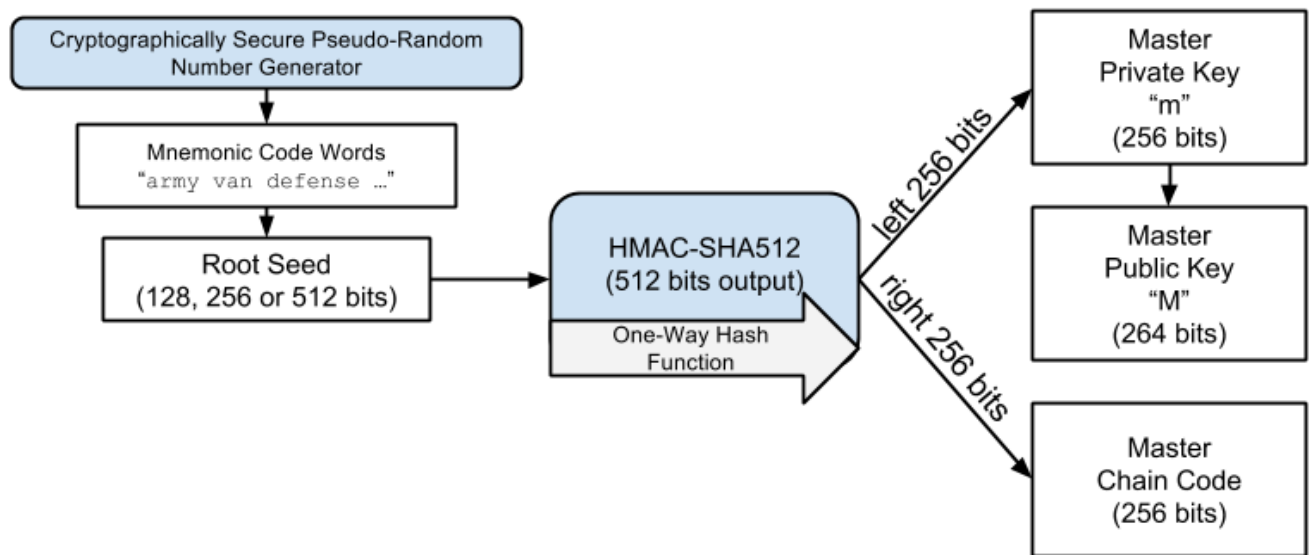 Cryptographically Secure Pseudo-Random
Number Generator
Mnemonic Code Words
“army van defense …”
Root Seed
(128, 256 or 512 bits)
HMAC-SHA512
(512 bits output)
One-Way Hash
Function
left 256 bits
right 256 bits
Master
Private Key
“m”
(256 bits)
Master
Public Key
“M”
(264 bits)
Master
Chain Code
(256 bits)